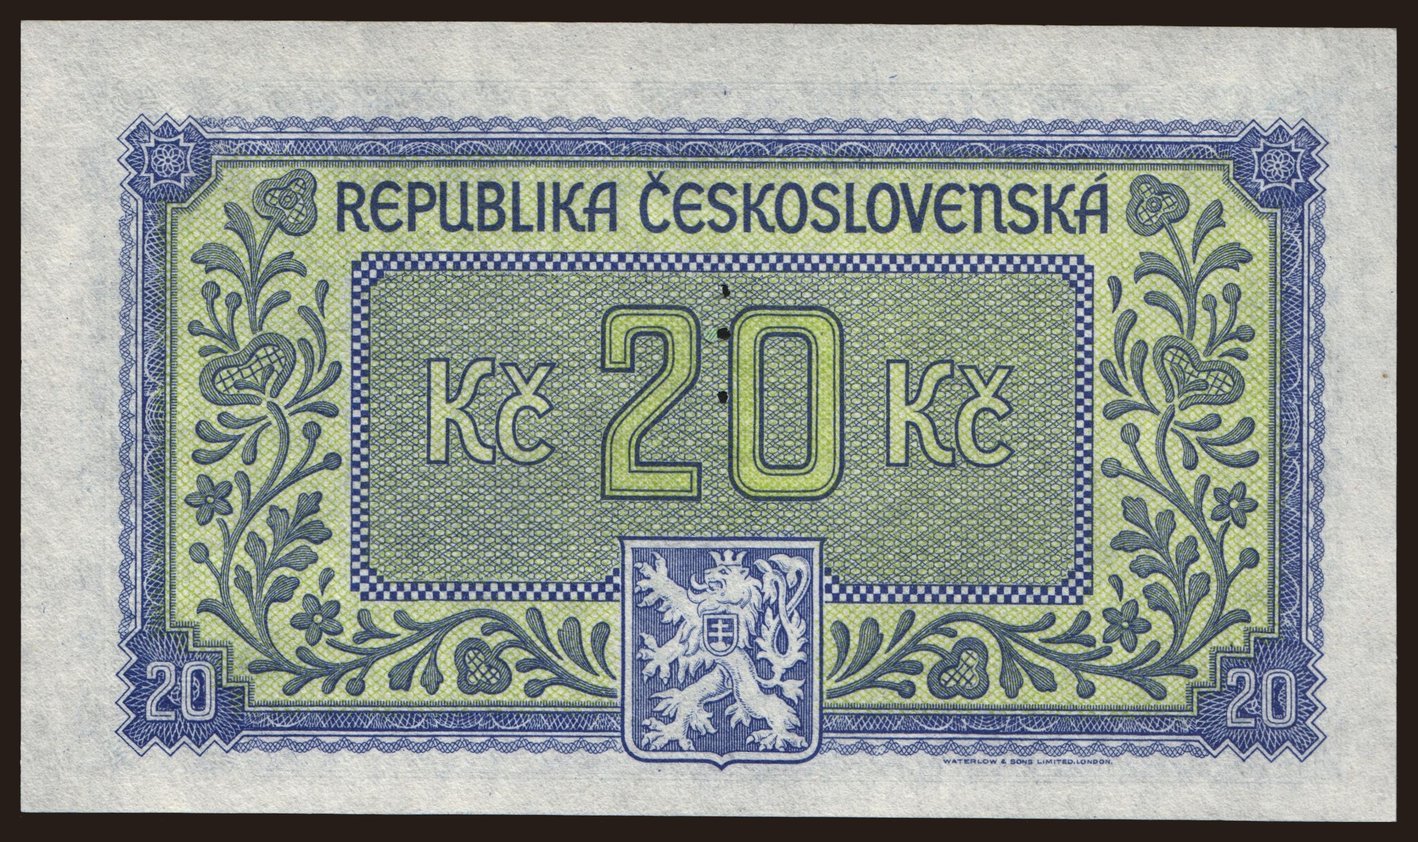 REPUBLIKA ČESKOSLOVENSKÁ
Kč 20 Kč
20 20
WATERLOW & SONS LIMITED, LONDON.